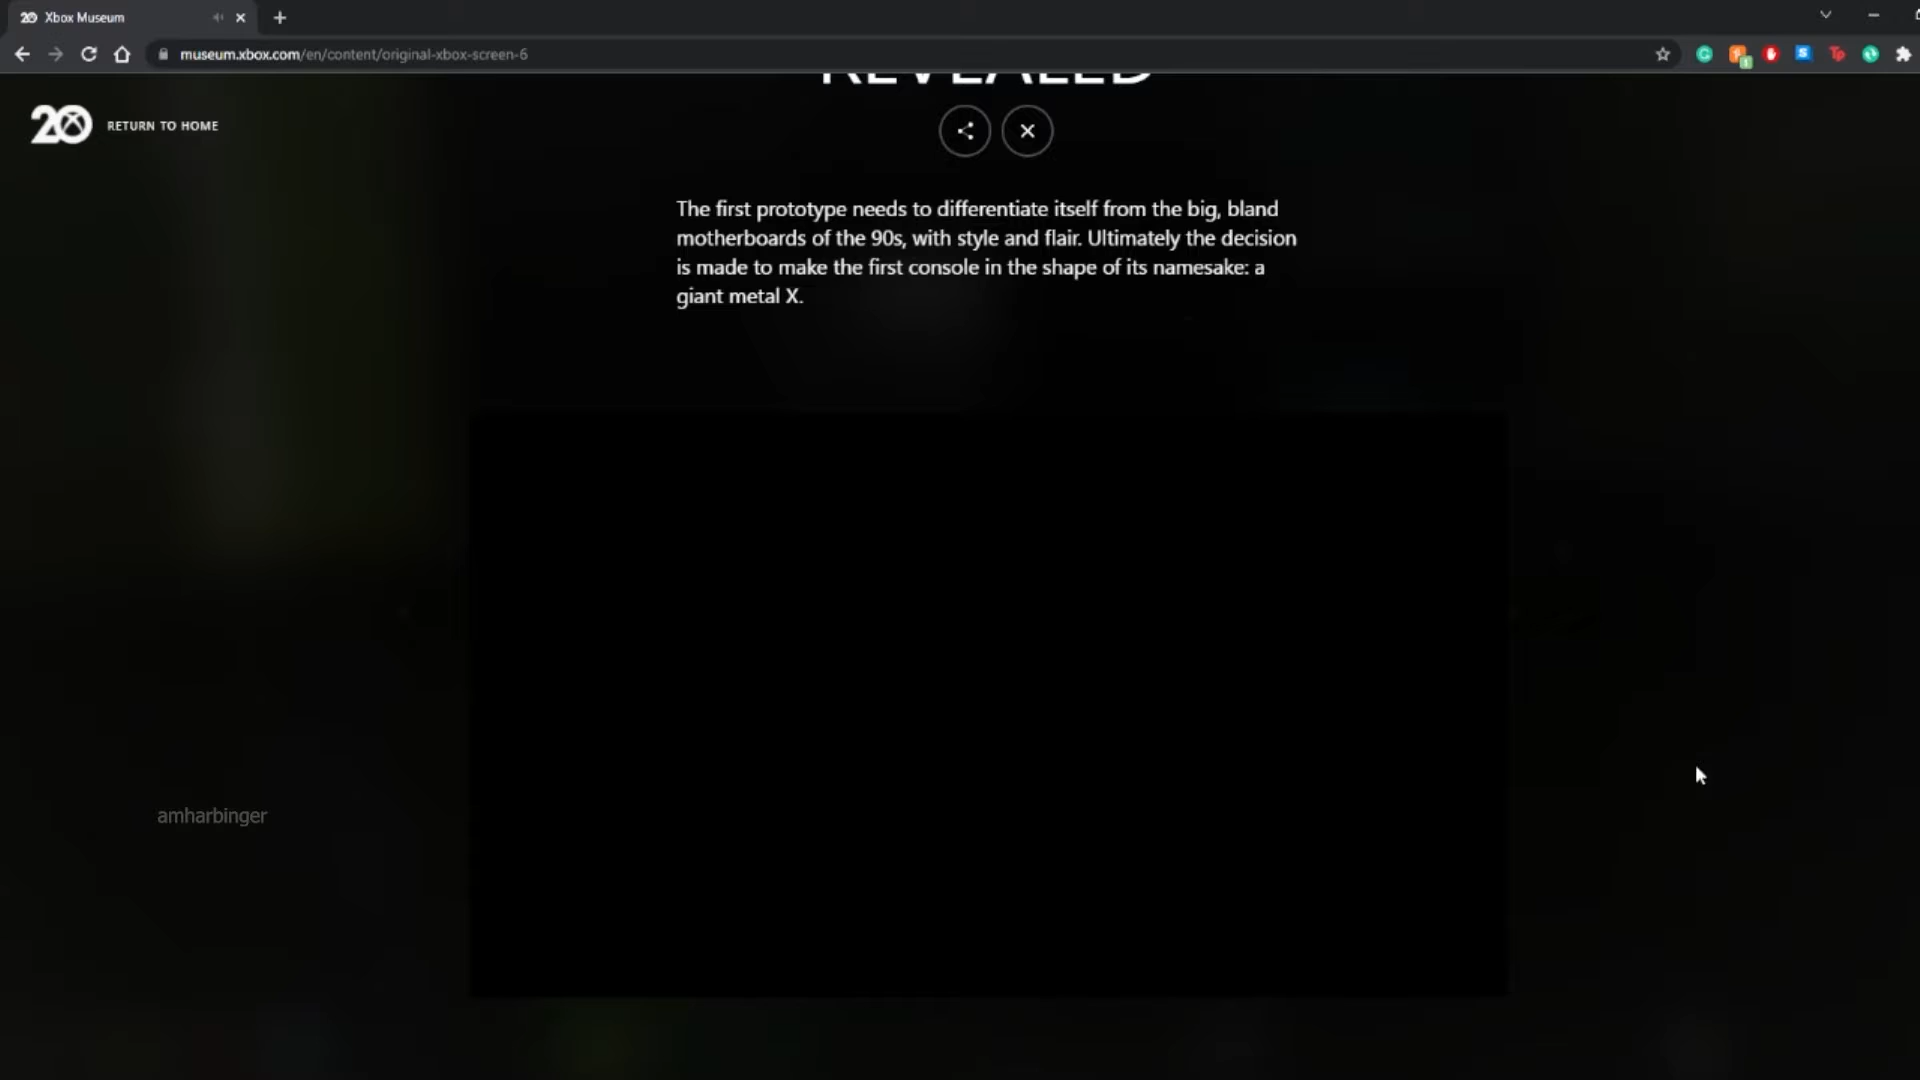 Xbox Museum
museum.xbox.com/en/content/original-xbox-screen-6
REVEALED
20 RETURN TO HOME
The first prototype needs to differentiate itself from the big, bland
motherboards of the 90s, with style and flair. Ultimately the decision
is made to make the first console in the shape of its namesake: a
giant metal X.
amharbinger